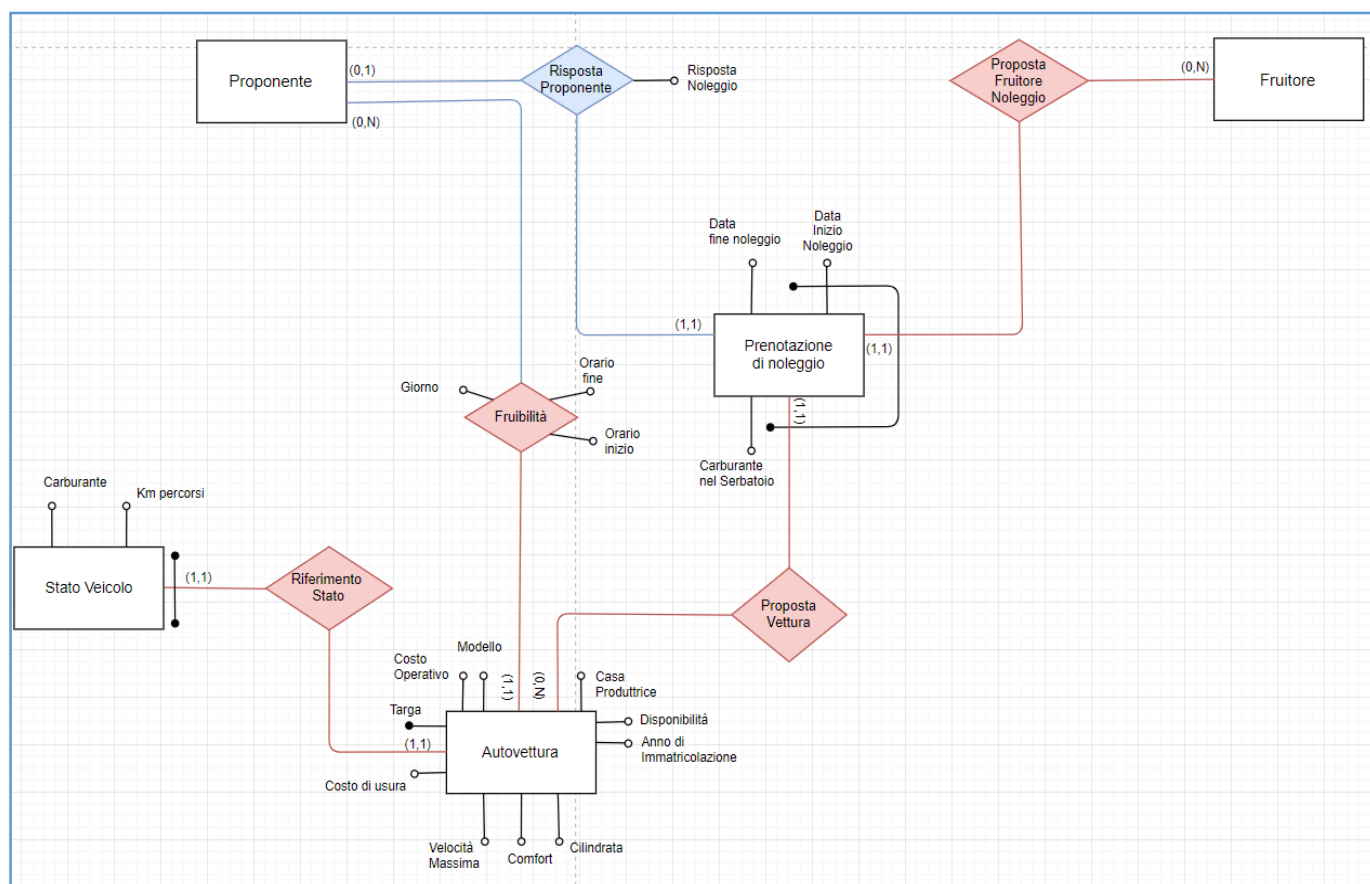 Proponente
(0,1)
(0,N)
Risposta
Proponente
Risposta
Noleggio
Proposta
Fruitore
Noleggio
(0,N)
Fruitore
Data
fine noleggio
Data
Inizio
Noleggio
(1,1)
Prenotazione
di noleggio
(1,1)
(1,1)
Carburante
nel Serbatoio
Giorno
Orario
fine
Fruibilità
Orario
inizio
Carburante
Km percorsi
Stato Veicolo
(1,1)
Riferimento
Stato
Proposta
Vettura
Costo
Operativo
Modello
(1,1)
(0,N)
Casa
Produttrice
Targa
Disponibilità
(1,1)
Autovettura
Anno di
Immatricolazione
Costo di usura
Velocità
Massima
Comfort
Cilindrata